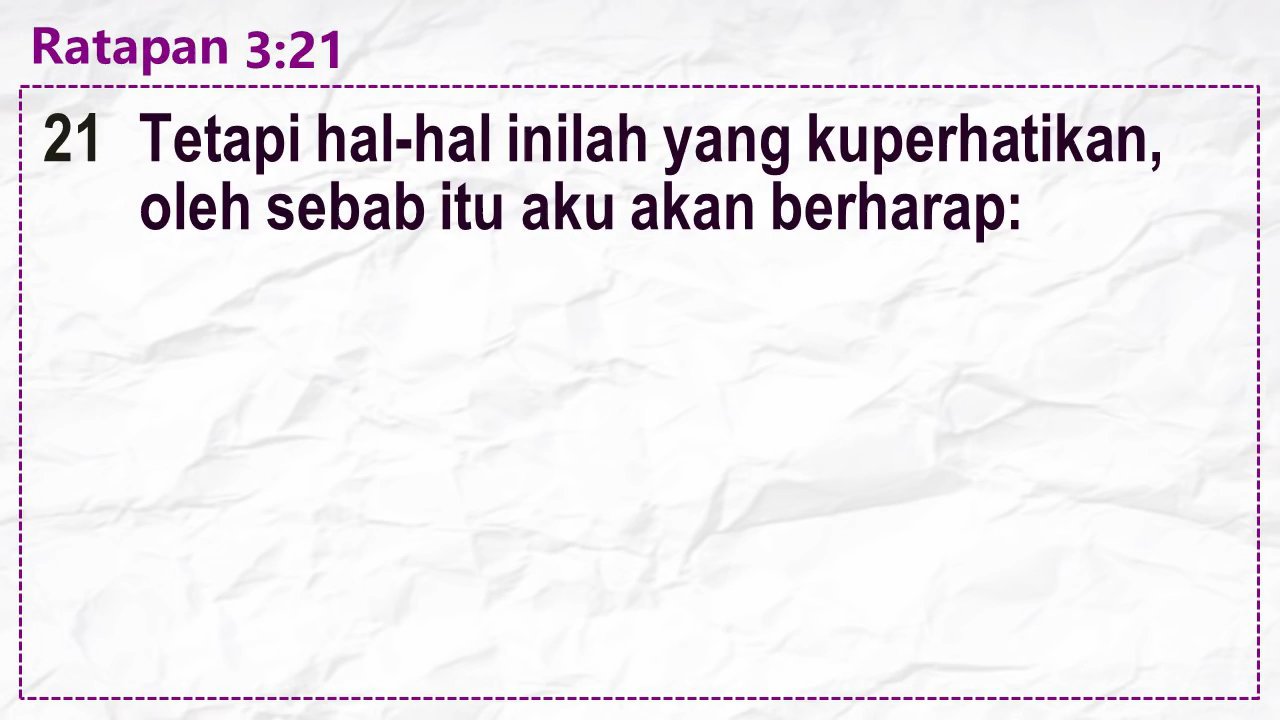 Ratapan 3:21
21 Tetapi hal-hal inilah yang kuperhatikan,
oleh sebab itu aku akan berharap: